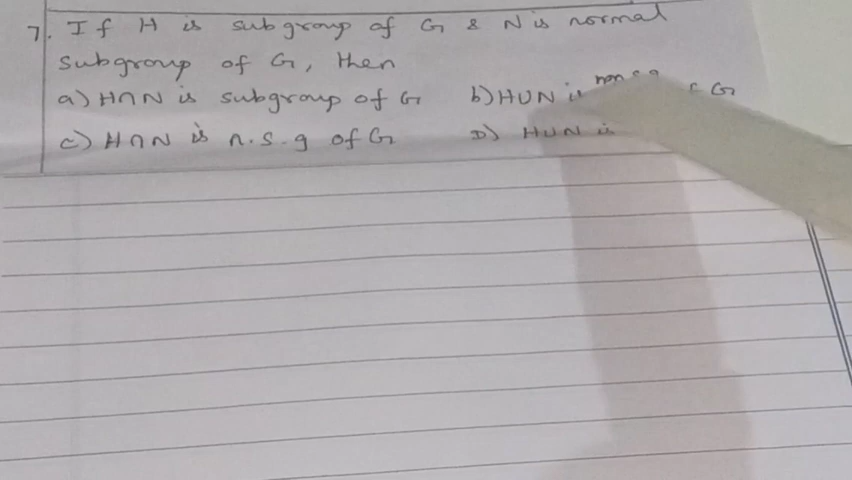 7. If H is subgroup of G & N is normal
subgroup of G, then
a) H∩N is subgroup of G b) H∪N is G
c) H∩N is n.s.g of G D) H∪N is